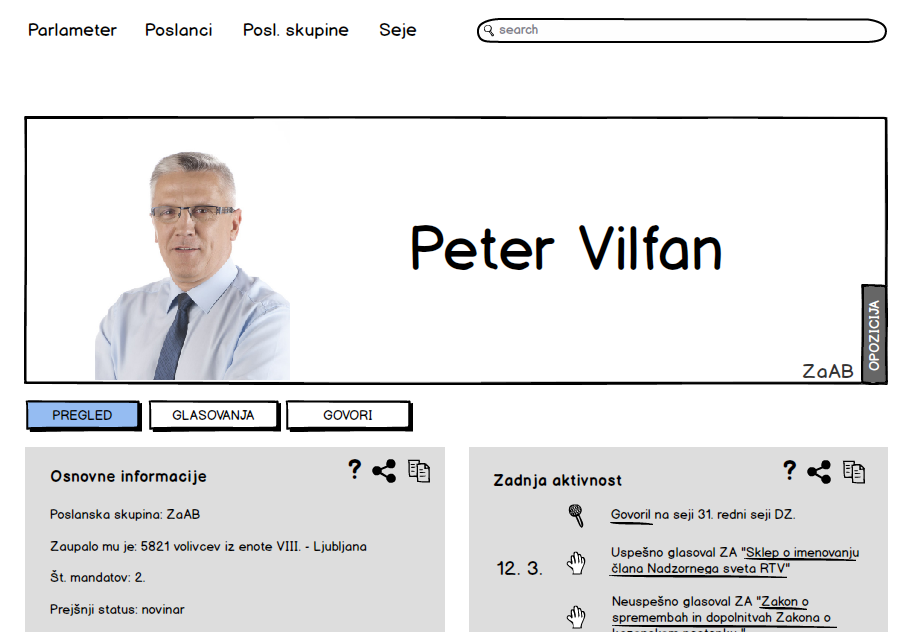 Parlameter Poslanci Posl. skupine Seje search
Peter Vilfan
OPOZICIJA
ZaAB
PREGLED GLASOVANJA GOVORI
Osnovne informacije ?
Poslanska skupina: ZaAB
Zaupalo mu je: 5821 volivcev iz enote VIII. - Ljubljana
Št. mandatov: 2.
Prejšnji status: novinar
Zadnja aktivnost ?
Govoril na seji 31. redni seji DZ.
12. 3.
Uspešno glasoval ZA "Sklep o imenovanju
člana Nadzornega sveta RTV"
Neuspešno glasoval ZA "Zakon o
spremembah in dopolnitvah Zakona o